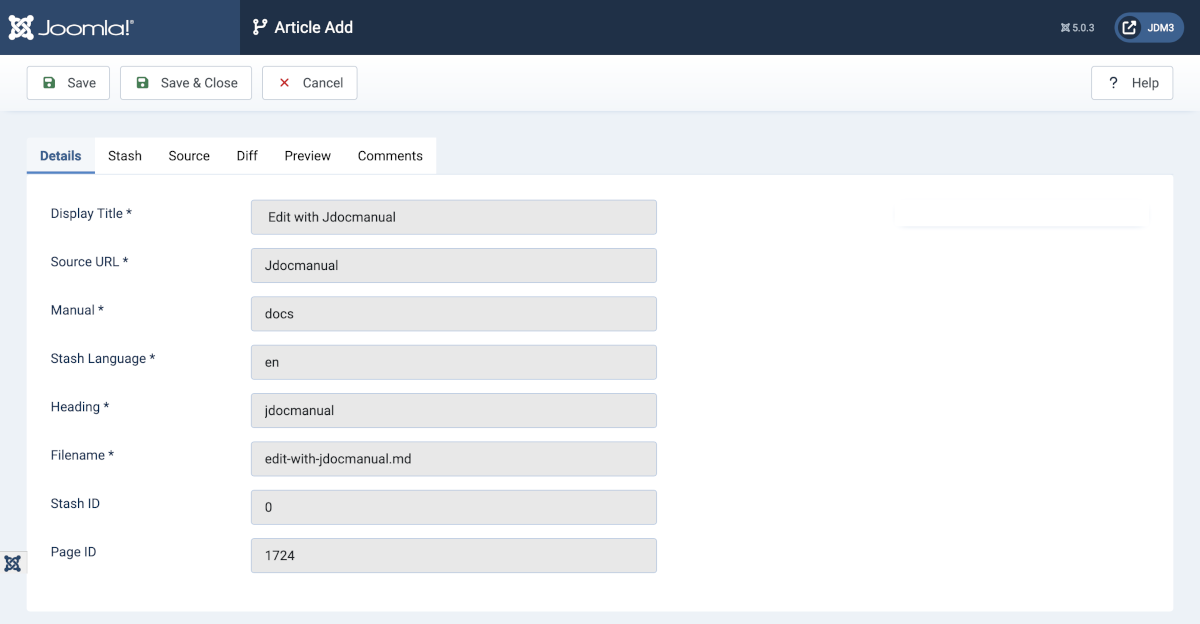 Joomla!®
Article Add
5.0.3
JDM3
Save
Save & Close
Cancel
? Help
Details Stash Source Diff Preview Comments
Display Title * Edit with Jdocmanual
Source URL * Jdocmanual
Manual * docs
Stash Language * en
Heading * jdocmanual
Filename * edit-with-jdocmanual.md
Stash ID 0
Page ID 1724